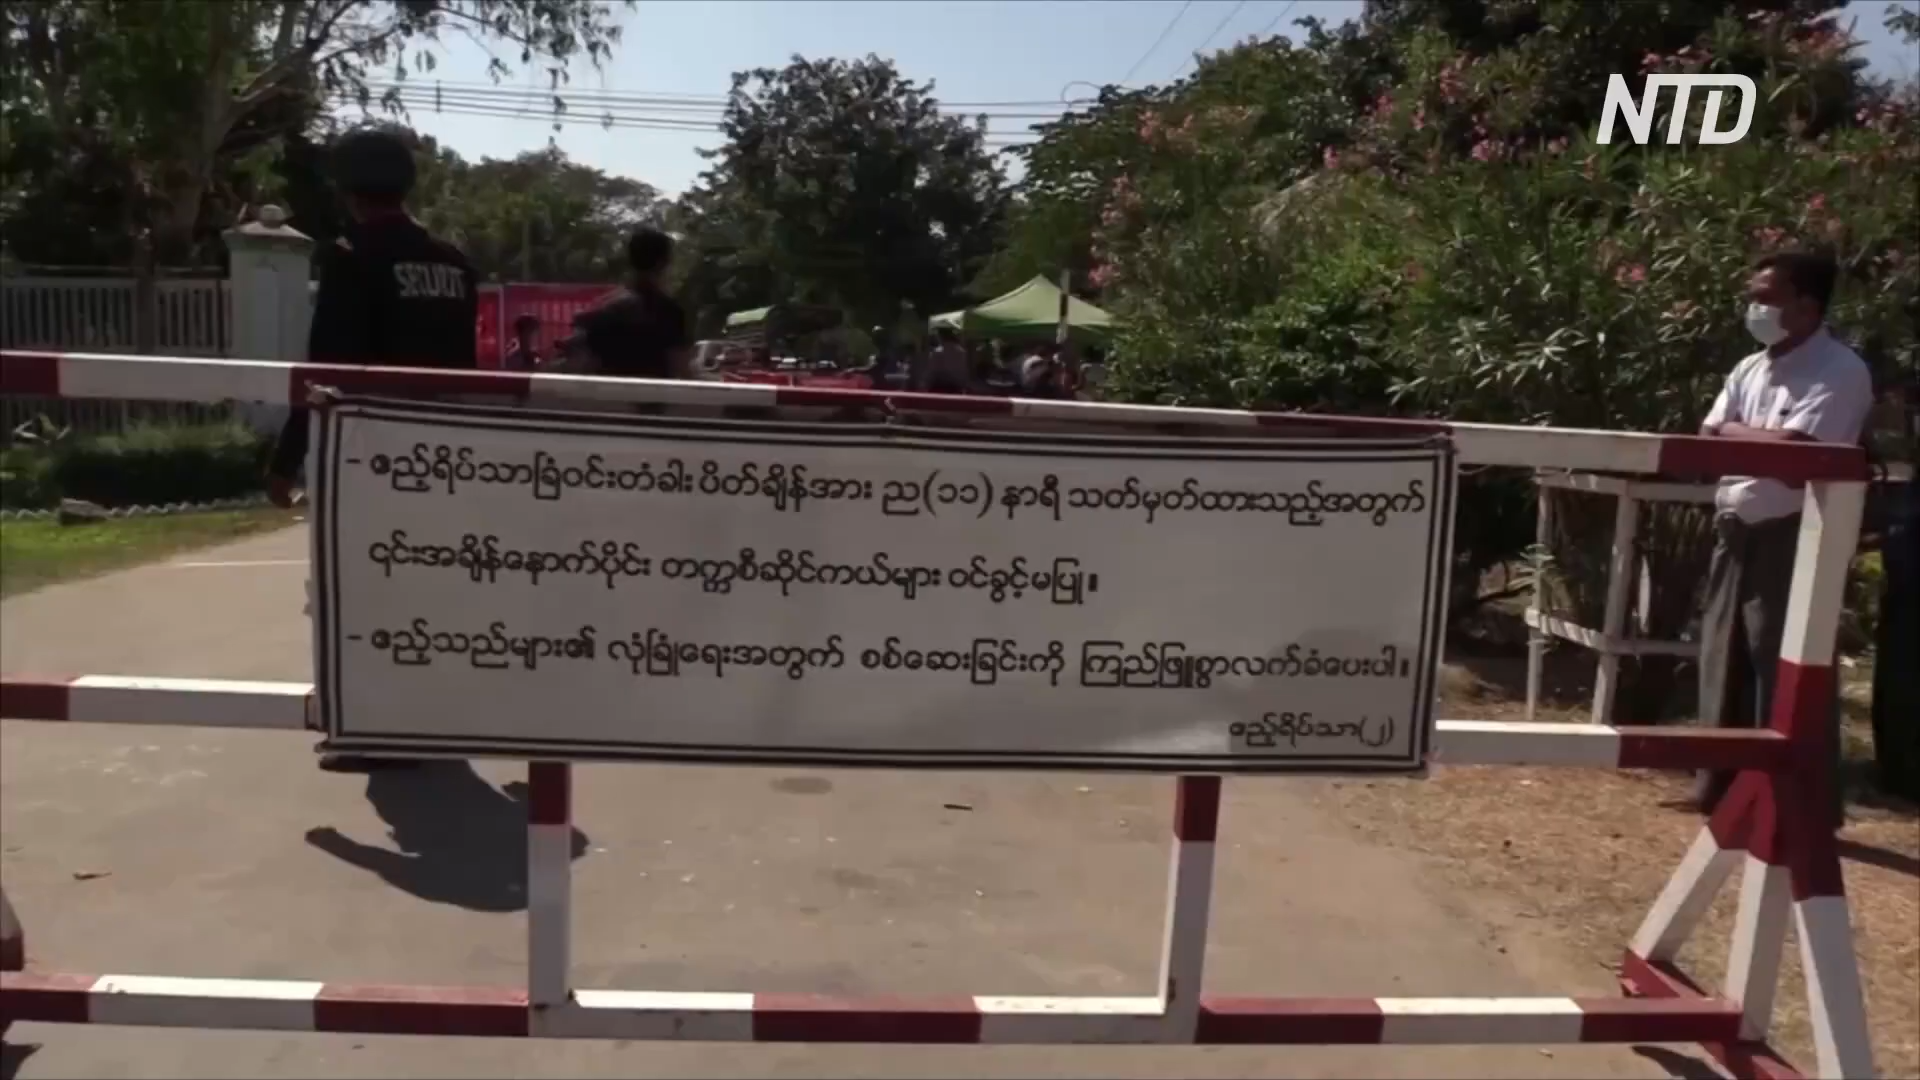 NTD
SECURITY
- ဧည့်ရိပ်သာခြံဝင်းတံခါး ပိတ်ချိန်အား ည(၁၁) နာရီ သတ်မှတ်ထားသည့်အတွက်
၎င်းအချိန်နောက်ပိုင်း တက္ကစီဆိုင်ကယ်များ ဝင်ခွင့်မပြု။
- ဧည့်သည်များ၏ လုံခြုံရေးအတွက် စစ်ဆေးခြင်းကို ကြည်ဖြူစွာလက်ခံပေးပါ။
ဧည့်ရိပ်သာ(၂)